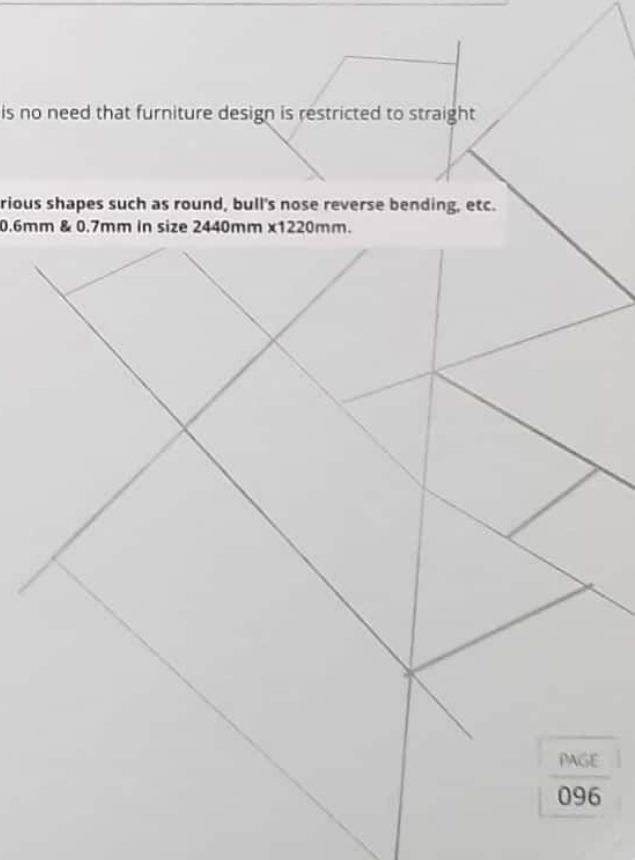 is no need that furniture design is restricted to straight
rious shapes such as round, bull's nose reverse bending, etc.
0.6mm & 0.7mm in size 2440mm x1220mm.
PAGE
096